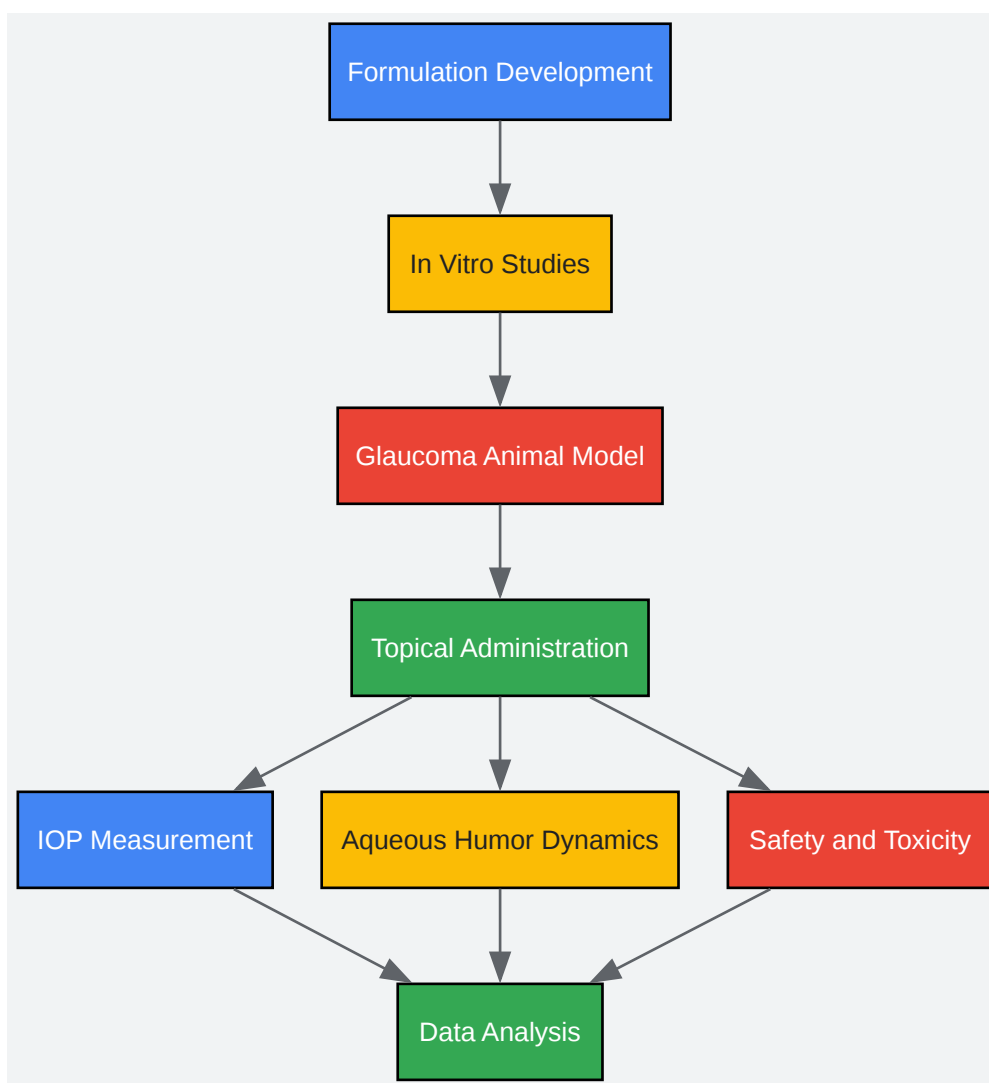 Formulation Development
In Vitro Studies
Glaucoma Animal Model
Topical Administration
IOP Measurement
Aqueous Humor Dynamics
Safety and Toxicity
Data Analysis